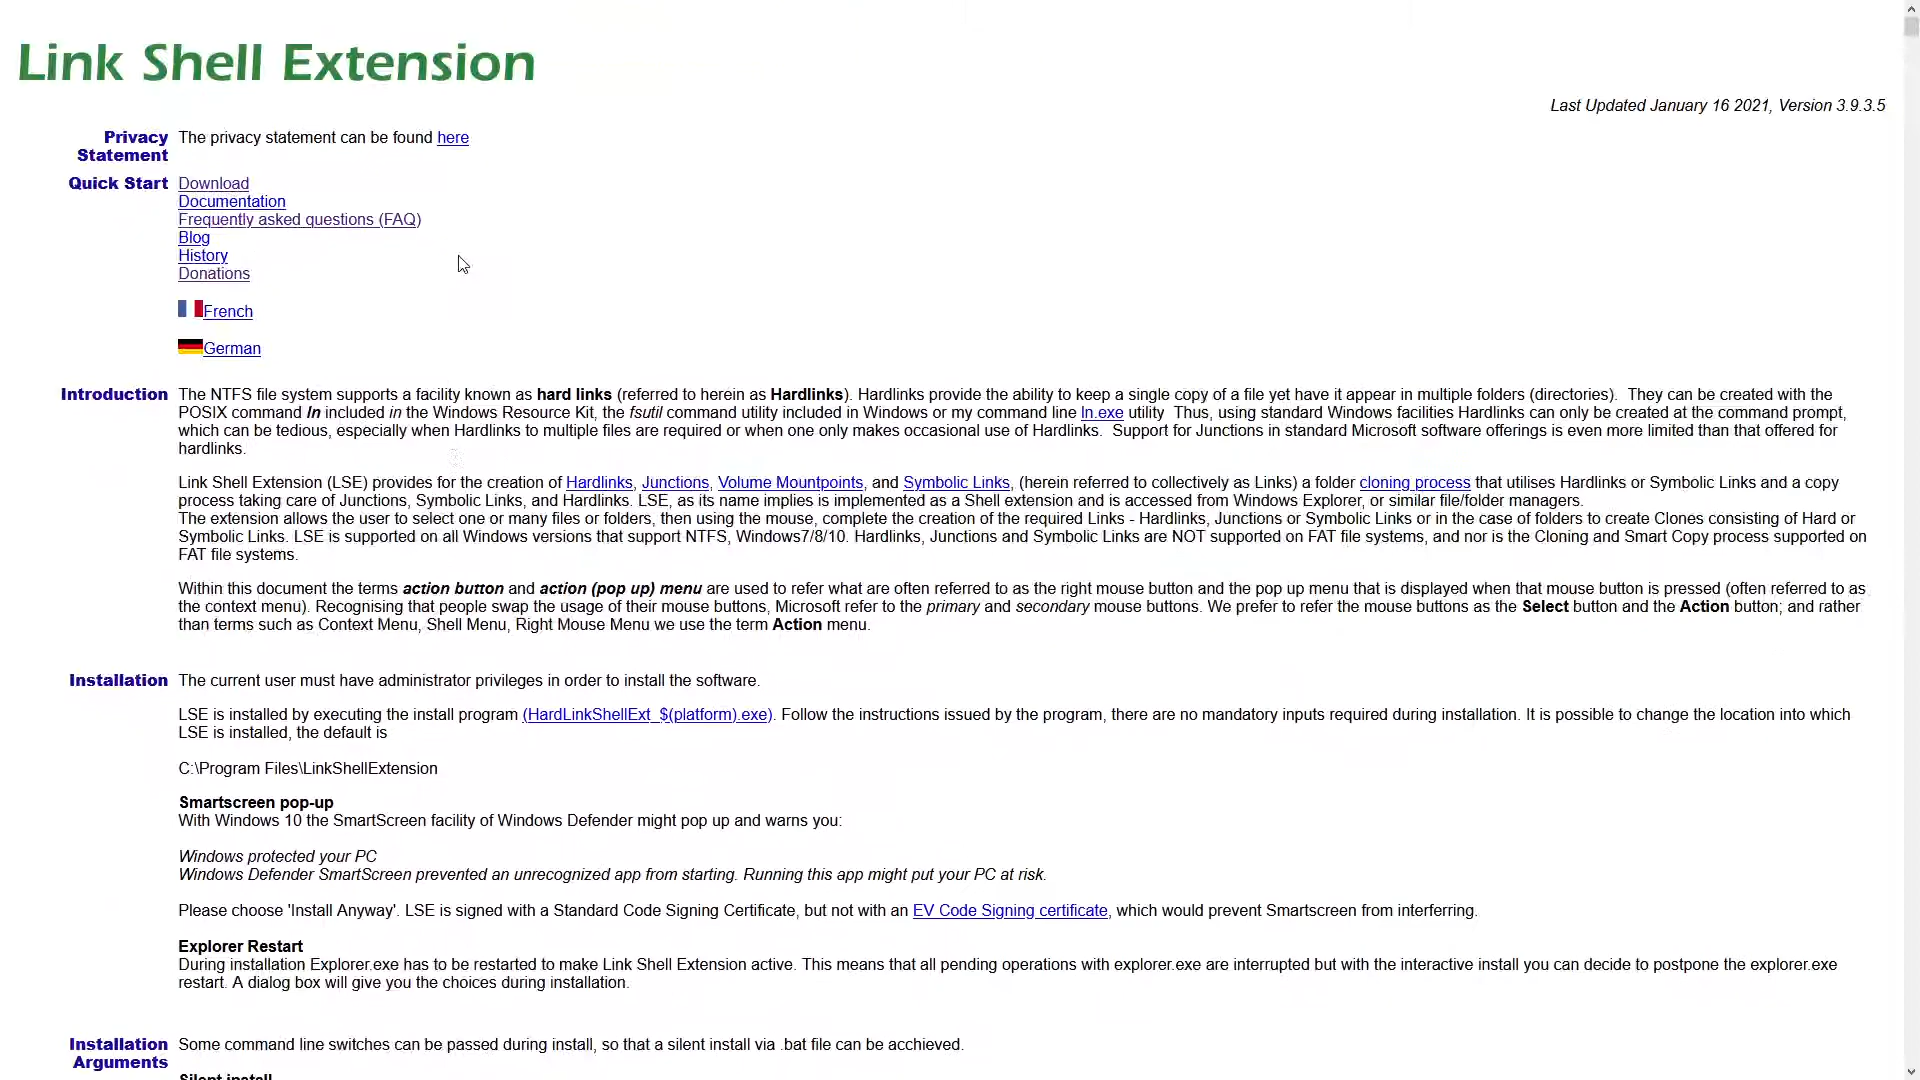 Link Shell Extension
Last Updated January 16 2021, Version 3.9.3.5
Privacy Statement
The privacy statement can be found here
Quick Start
Download
Documentation
Frequently asked questions (FAQ)
Blog
History
Donations
French
German
Introduction
The NTFS file system supports a facility known as hard links (referred to herein as Hardlinks). Hardlinks provide the ability to keep a single copy of a file yet have it appear in multiple folders (directories).  They can be created with the
POSIX command ln included in the Windows Resource Kit, the fsutil command utility included in Windows or my command line ln.exe utility  Thus, using standard Windows facilities Hardlinks can only be created at the command prompt,
which can be tedious, especially when Hardlinks to multiple files are required or when one only makes occasional use of Hardlinks.  Support for Junctions in standard Microsoft software offerings is even more limited than that offered for
hardlinks.
Link Shell Extension (LSE) provides for the creation of Hardlinks, Junctions, Volume Mountpoints, and Symbolic Links, (herein referred to collectively as Links) a folder cloning process that utilises Hardlinks or Symbolic Links and a copy
process taking care of Junctions, Symbolic Links, and Hardlinks. LSE, as its name implies is implemented as a Shell extension and is accessed from Windows Explorer, or similar file/folder managers.
The extension allows the user to select one or many files or folders, then using the mouse, complete the creation of the required Links - Hardlinks, Junctions or Symbolic Links or in the case of folders to create Clones consisting of Hard or
Symbolic Links. LSE is supported on all Windows versions that support NTFS, Windows7/8/10. Hardlinks, Junctions and Symbolic Links are NOT supported on FAT file systems, and nor is the Cloning and Smart Copy process supported on
FAT file systems.
Within this document the terms action button and action (pop up) menu are used to refer what are often referred to as the right mouse button and the pop up menu that is displayed when that mouse button is pressed (often referred to as
the context menu). Recognising that people swap the usage of their mouse buttons, Microsoft refer to the primary and secondary mouse buttons. We prefer to refer the mouse buttons as the Select button and the Action button; and rather
than terms such as Context Menu, Shell Menu, Right Mouse Menu we use the term Action menu.
Installation
The current user must have administrator privileges in order to install the software.
LSE is installed by executing the install program (HardLinkShellExt_$(platform).exe). Follow the instructions issued by the program, there are no mandatory inputs required during installation. It is possible to change the location into which
LSE is installed, the default is
C:\Program Files\LinkShellExtension
Smartscreen pop-up
With Windows 10 the SmartScreen facility of Windows Defender might pop up and warns you:
Windows protected your PC
Windows Defender SmartScreen prevented an unrecognized app from starting. Running this app might put your PC at risk.
Please choose 'Install Anyway'. LSE is signed with a Standard Code Signing Certificate, but not with an EV Code Signing certificate, which would prevent Smartscreen from interferring.
Explorer Restart
During installation Explorer.exe has to be restarted to make Link Shell Extension active. This means that all pending operations with explorer.exe are interrupted but with the interactive install you can decide to postpone the explorer.exe
restart. A dialog box will give you the choices during installation.
Installation Arguments
Some command line switches can be passed during install, so that a silent install via .bat file can be acchieved.
Silent install